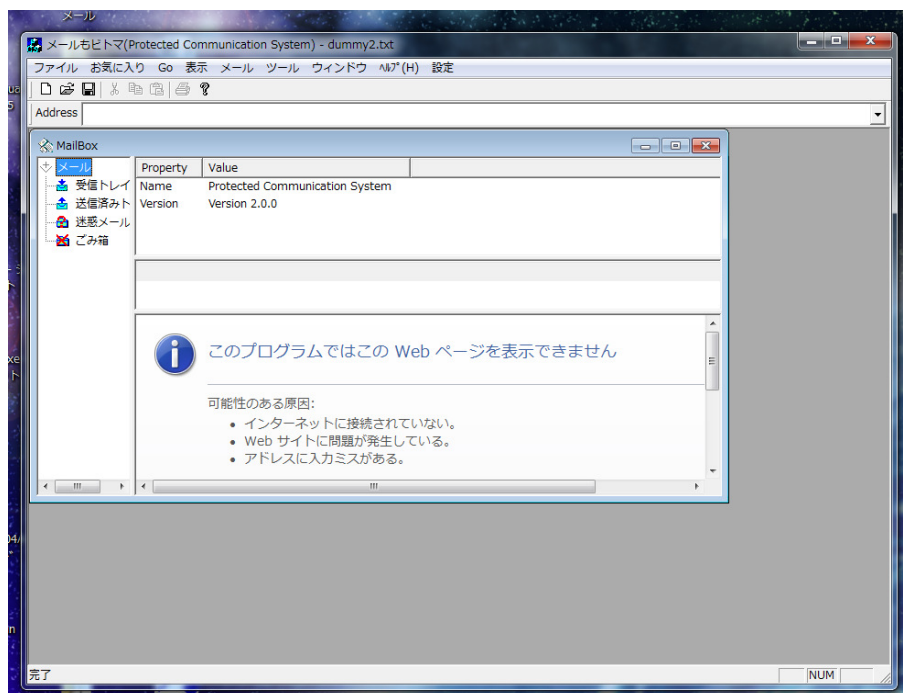 メール
メールもビトマ(Protected Communication System) - dummy2.txt
ファイル お気に入り Go 表示 メール ツール ウィンドウ ﾍﾙﾌﾟ(H) 設定
Address
MailBox
メール
受信トレイ
送信済みト
迷惑メール
ごみ箱
Property Value
Name Protected Communication System
Version Version 2.0.0
このプログラムではこの Web ページを表示できません
可能性のある原因:
• インターネットに接続されていない。
• Web サイトに問題が発生している。
• アドレスに入力ミスがある。
完了
NUM